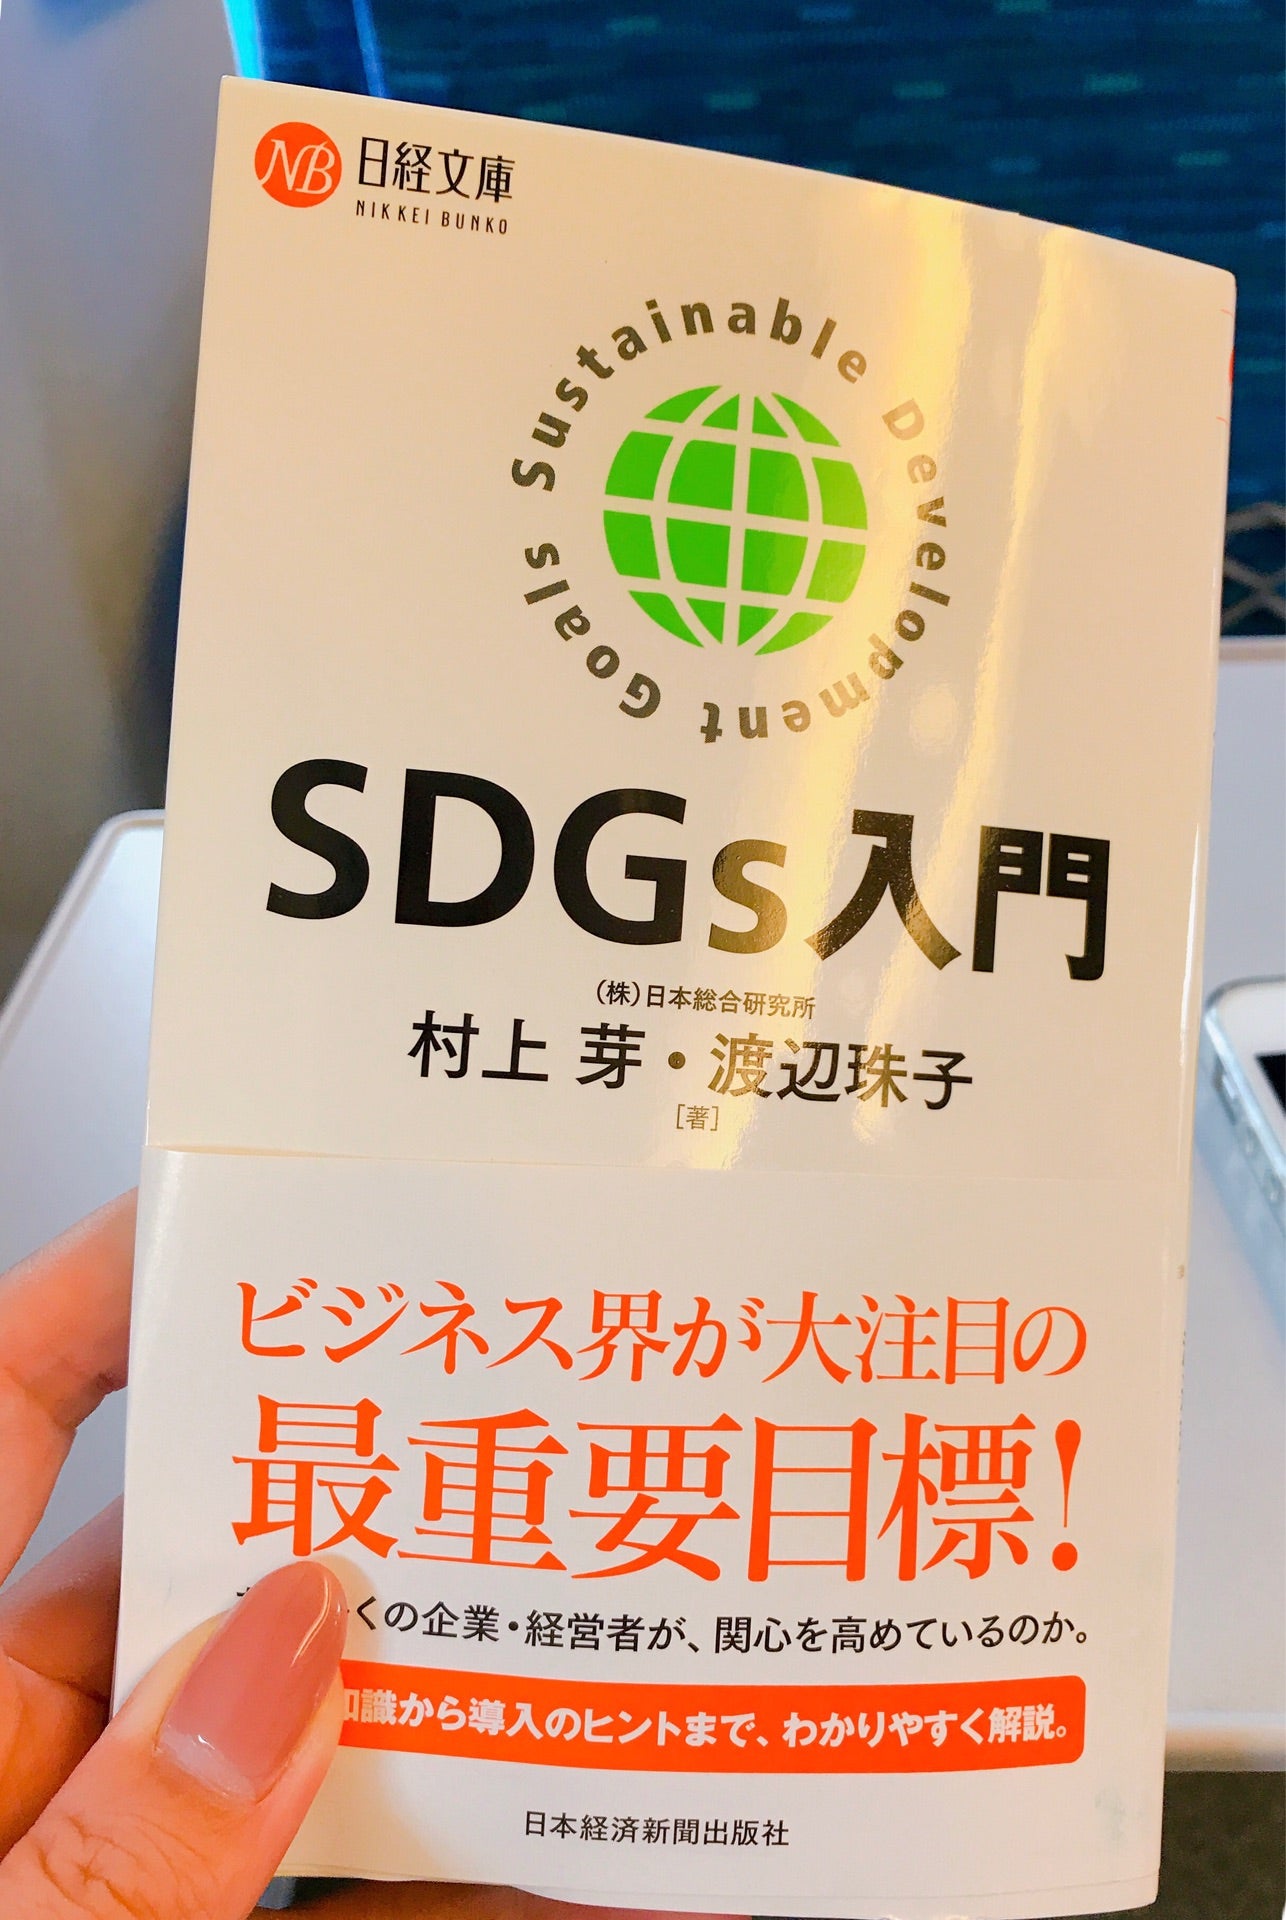 NB 日経文庫
NIKKEI BUNKO
Sustainable Development Goals
SDGs入門
(株)日本総合研究所
村上 芽・渡辺珠子
[著]
ビジネス界が大注目の
最重要目標!
くの企業・経営者が、関心を高めているのか。
識から導入のヒントまで、わかりやすく解説。
日本経済新聞出版社